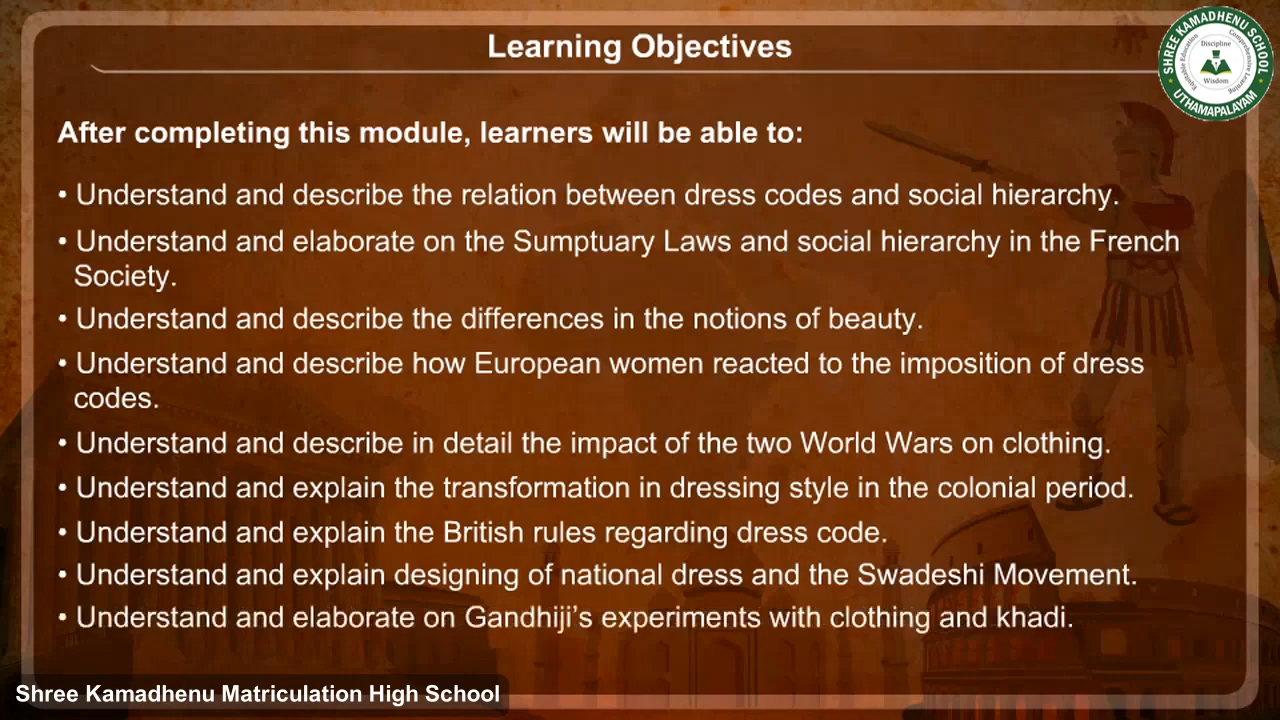 Learning Objectives
SHREE KAMADHENU SCHOOL
Discipline
Equitable Education
Comprehensive Learning
Wisdom
UTHAMAPALAYAM
After completing this module, learners will be able to:
• Understand and describe the relation between dress codes and social hierarchy.
• Understand and elaborate on the Sumptuary Laws and social hierarchy in the French
Society.
• Understand and describe the differences in the notions of beauty.
• Understand and describe how European women reacted to the imposition of dress
codes.
• Understand and describe in detail the impact of the two World Wars on clothing.
• Understand and explain the transformation in dressing style in the colonial period.
• Understand and explain the British rules regarding dress code.
• Understand and explain designing of national dress and the Swadeshi Movement.
• Understand and elaborate on Gandhiji’s experiments with clothing and khadi.
Shree Kamadhenu Matriculation High School